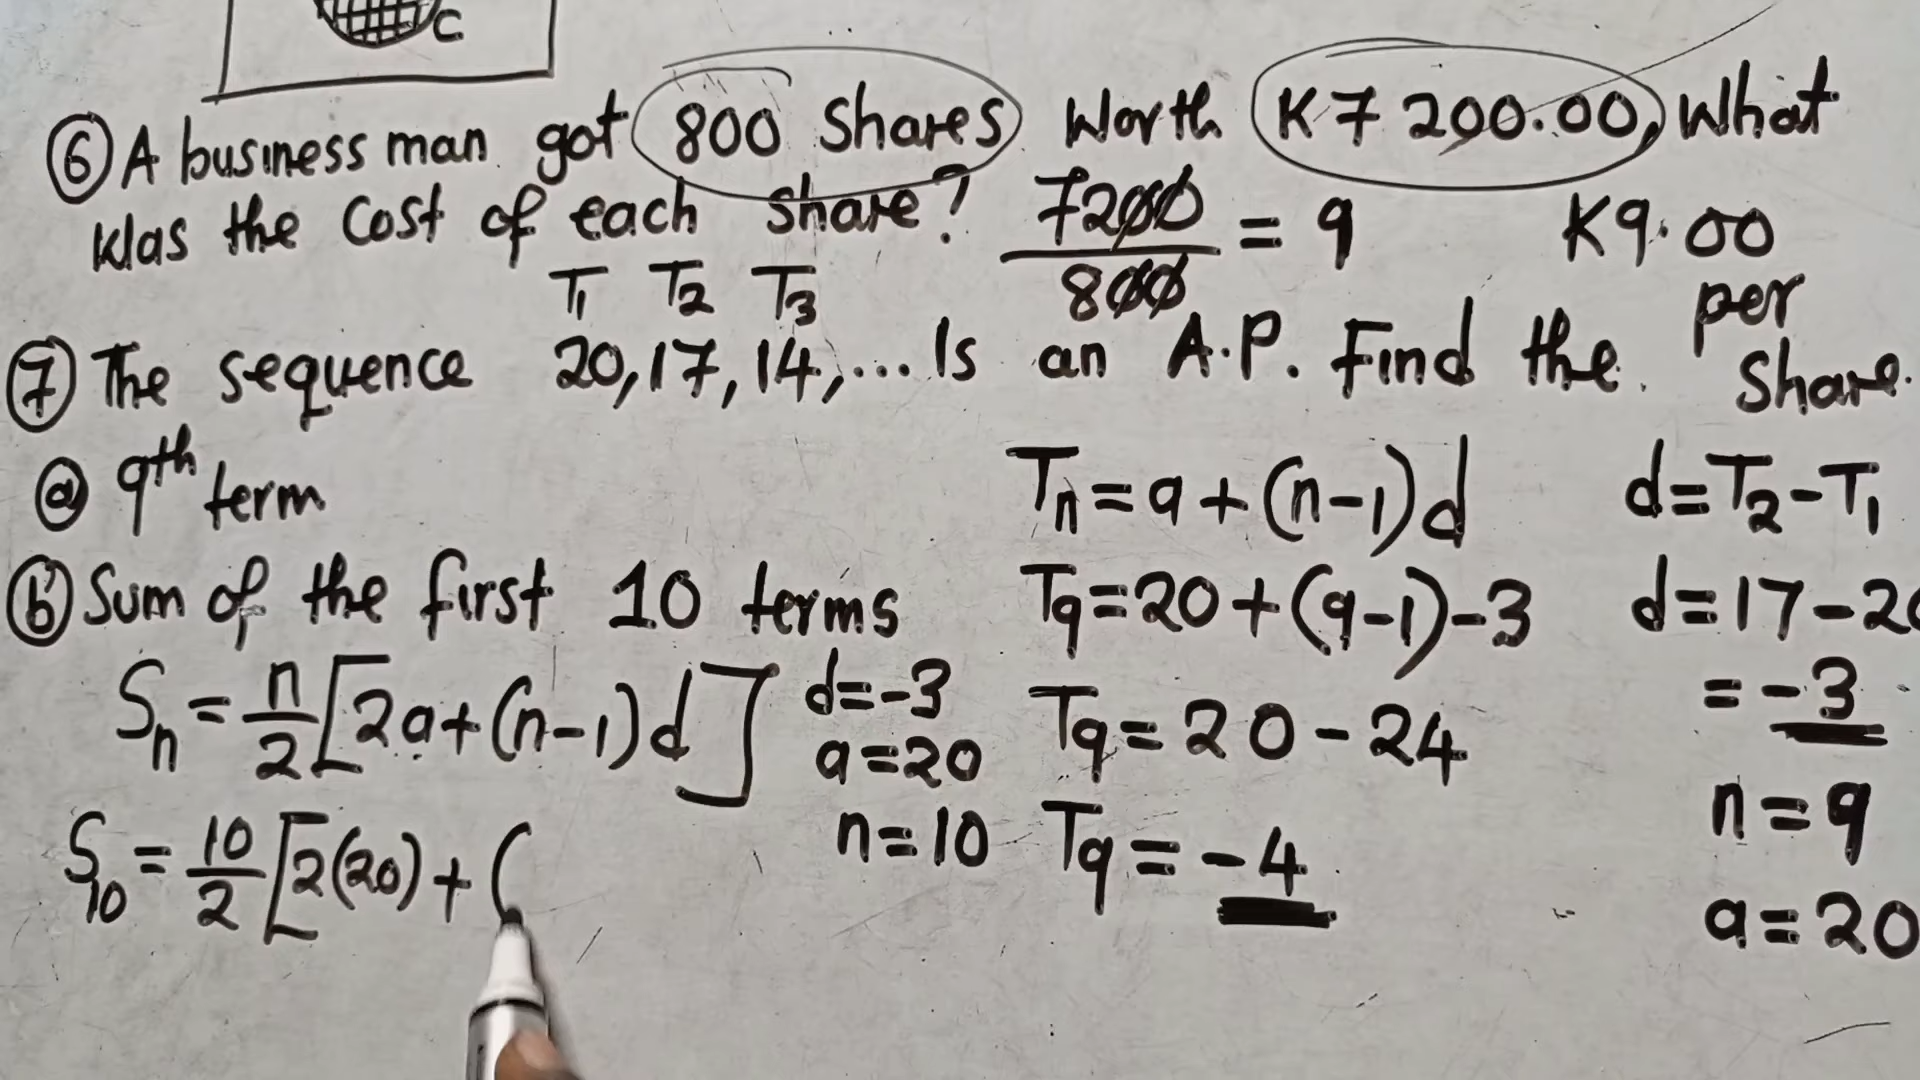 C
⑥ A business man got 800 Shares Worth K7 200.00, What
Was the Cost of each Share? 7200/800 = 9 K9.00 per Share.
T₁ T₂ T₃
⑦ The sequence 20, 17, 14, ... Is an A.P. Find the
ⓐ 9th term
ⓑ Sum of the first 10 terms
Sₙ = n/2 [2a + (n-1)d]
S₁₀ = 10/2 [2(20) + (
d = -3
a = 20
n = 10
Tₙ = a + (n-1)d
T₉ = 20 + (9-1)-3
T₉ = 20 - 24
T₉ = -4
d = T₂ - T₁
d = 17 - 20
= -3
n = 9
a = 20